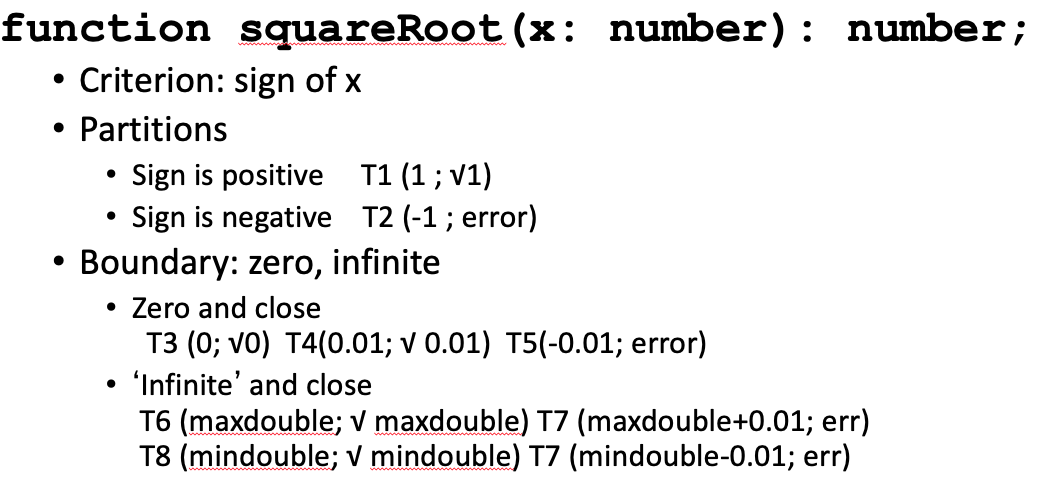 function squareRoot(x: number): number;
• Criterion: sign of x
• Partitions
• Sign is positive T1 (1 ; √1)
• Sign is negative T2 (-1 ; error)
• Boundary: zero, infinite
• Zero and close
T3 (0; √0) T4(0.01; √ 0.01) T5(-0.01; error)
• ‘Infinite’ and close
T6 (maxdouble; √ maxdouble) T7 (maxdouble+0.01; err)
T8 (mindouble; √ mindouble) T7 (mindouble-0.01; err)